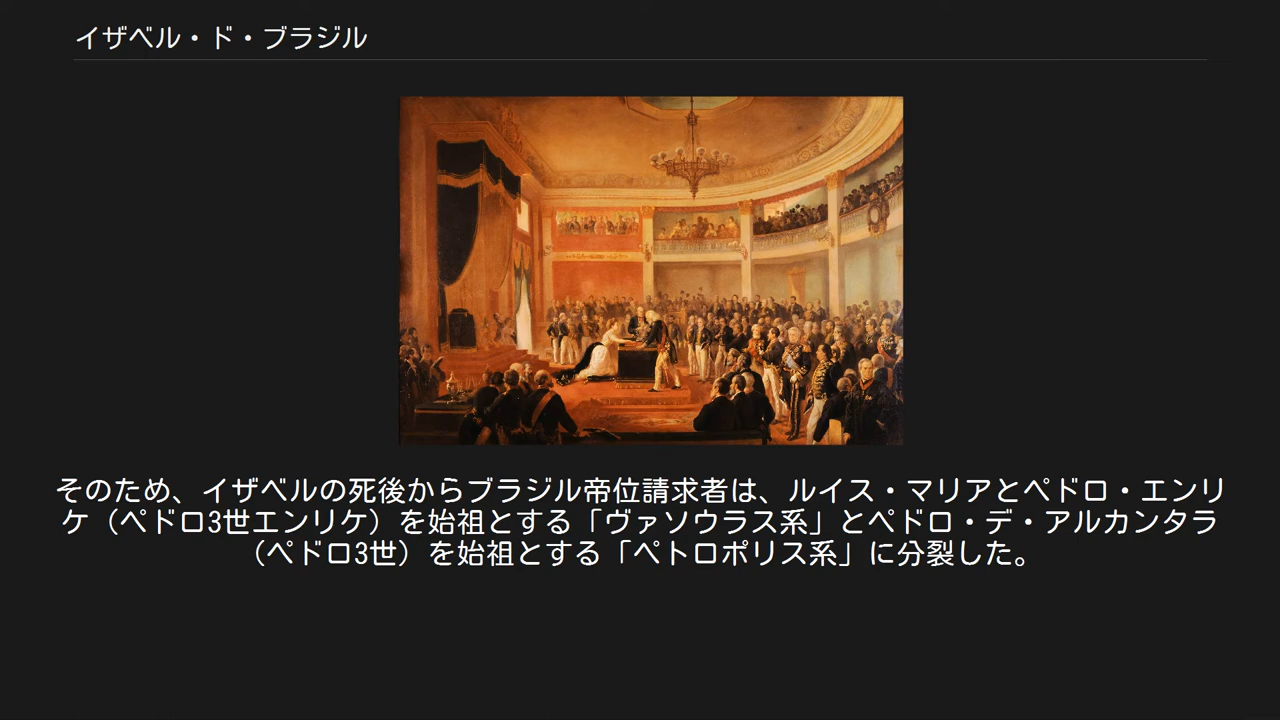 イザベル・ド・ブラジル
そのため、イザベルの死後からブラジル帝位請求者は、ルイス・マリアとペドロ・エンリ
ケ（ペドロ3世エンリケ）を始祖とする「ヴァソウラス系」とペドロ・デ・アルカンタラ
（ペドロ3世）を始祖とする「ペトロポリス系」に分裂した。